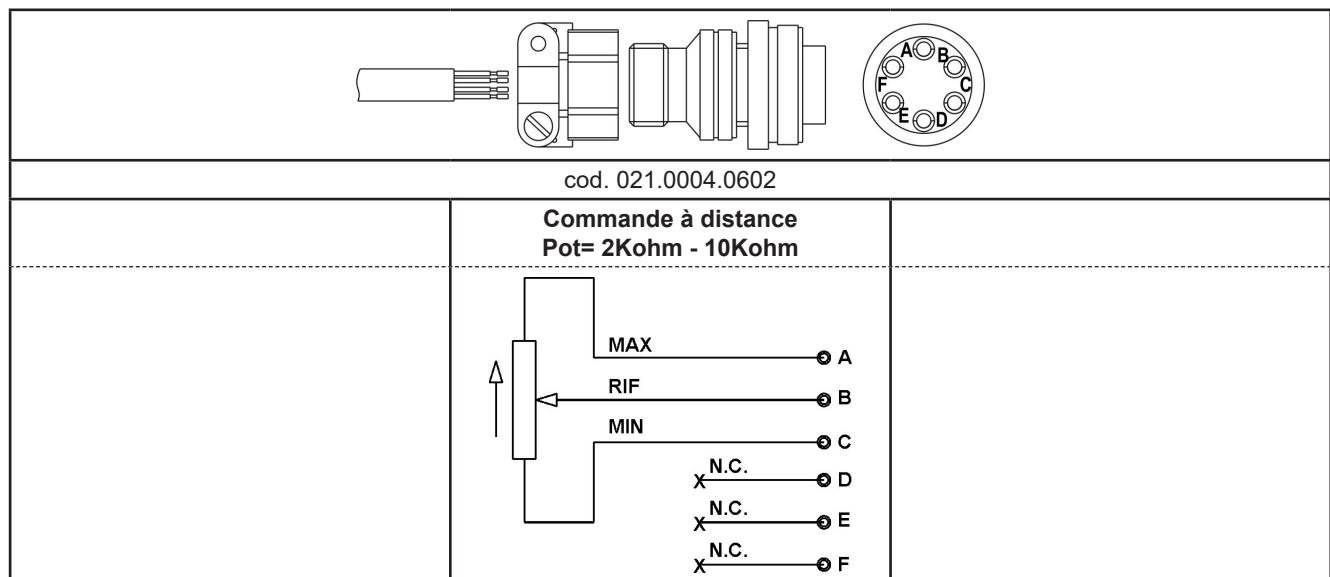 A B
F C
E D
cod. 021.0004.0602
Commande à distance
Pot= 2Kohm - 10Kohm
MAX A
RIF B
MIN C
N.C. D
X
N.C. E
X
N.C. F
X